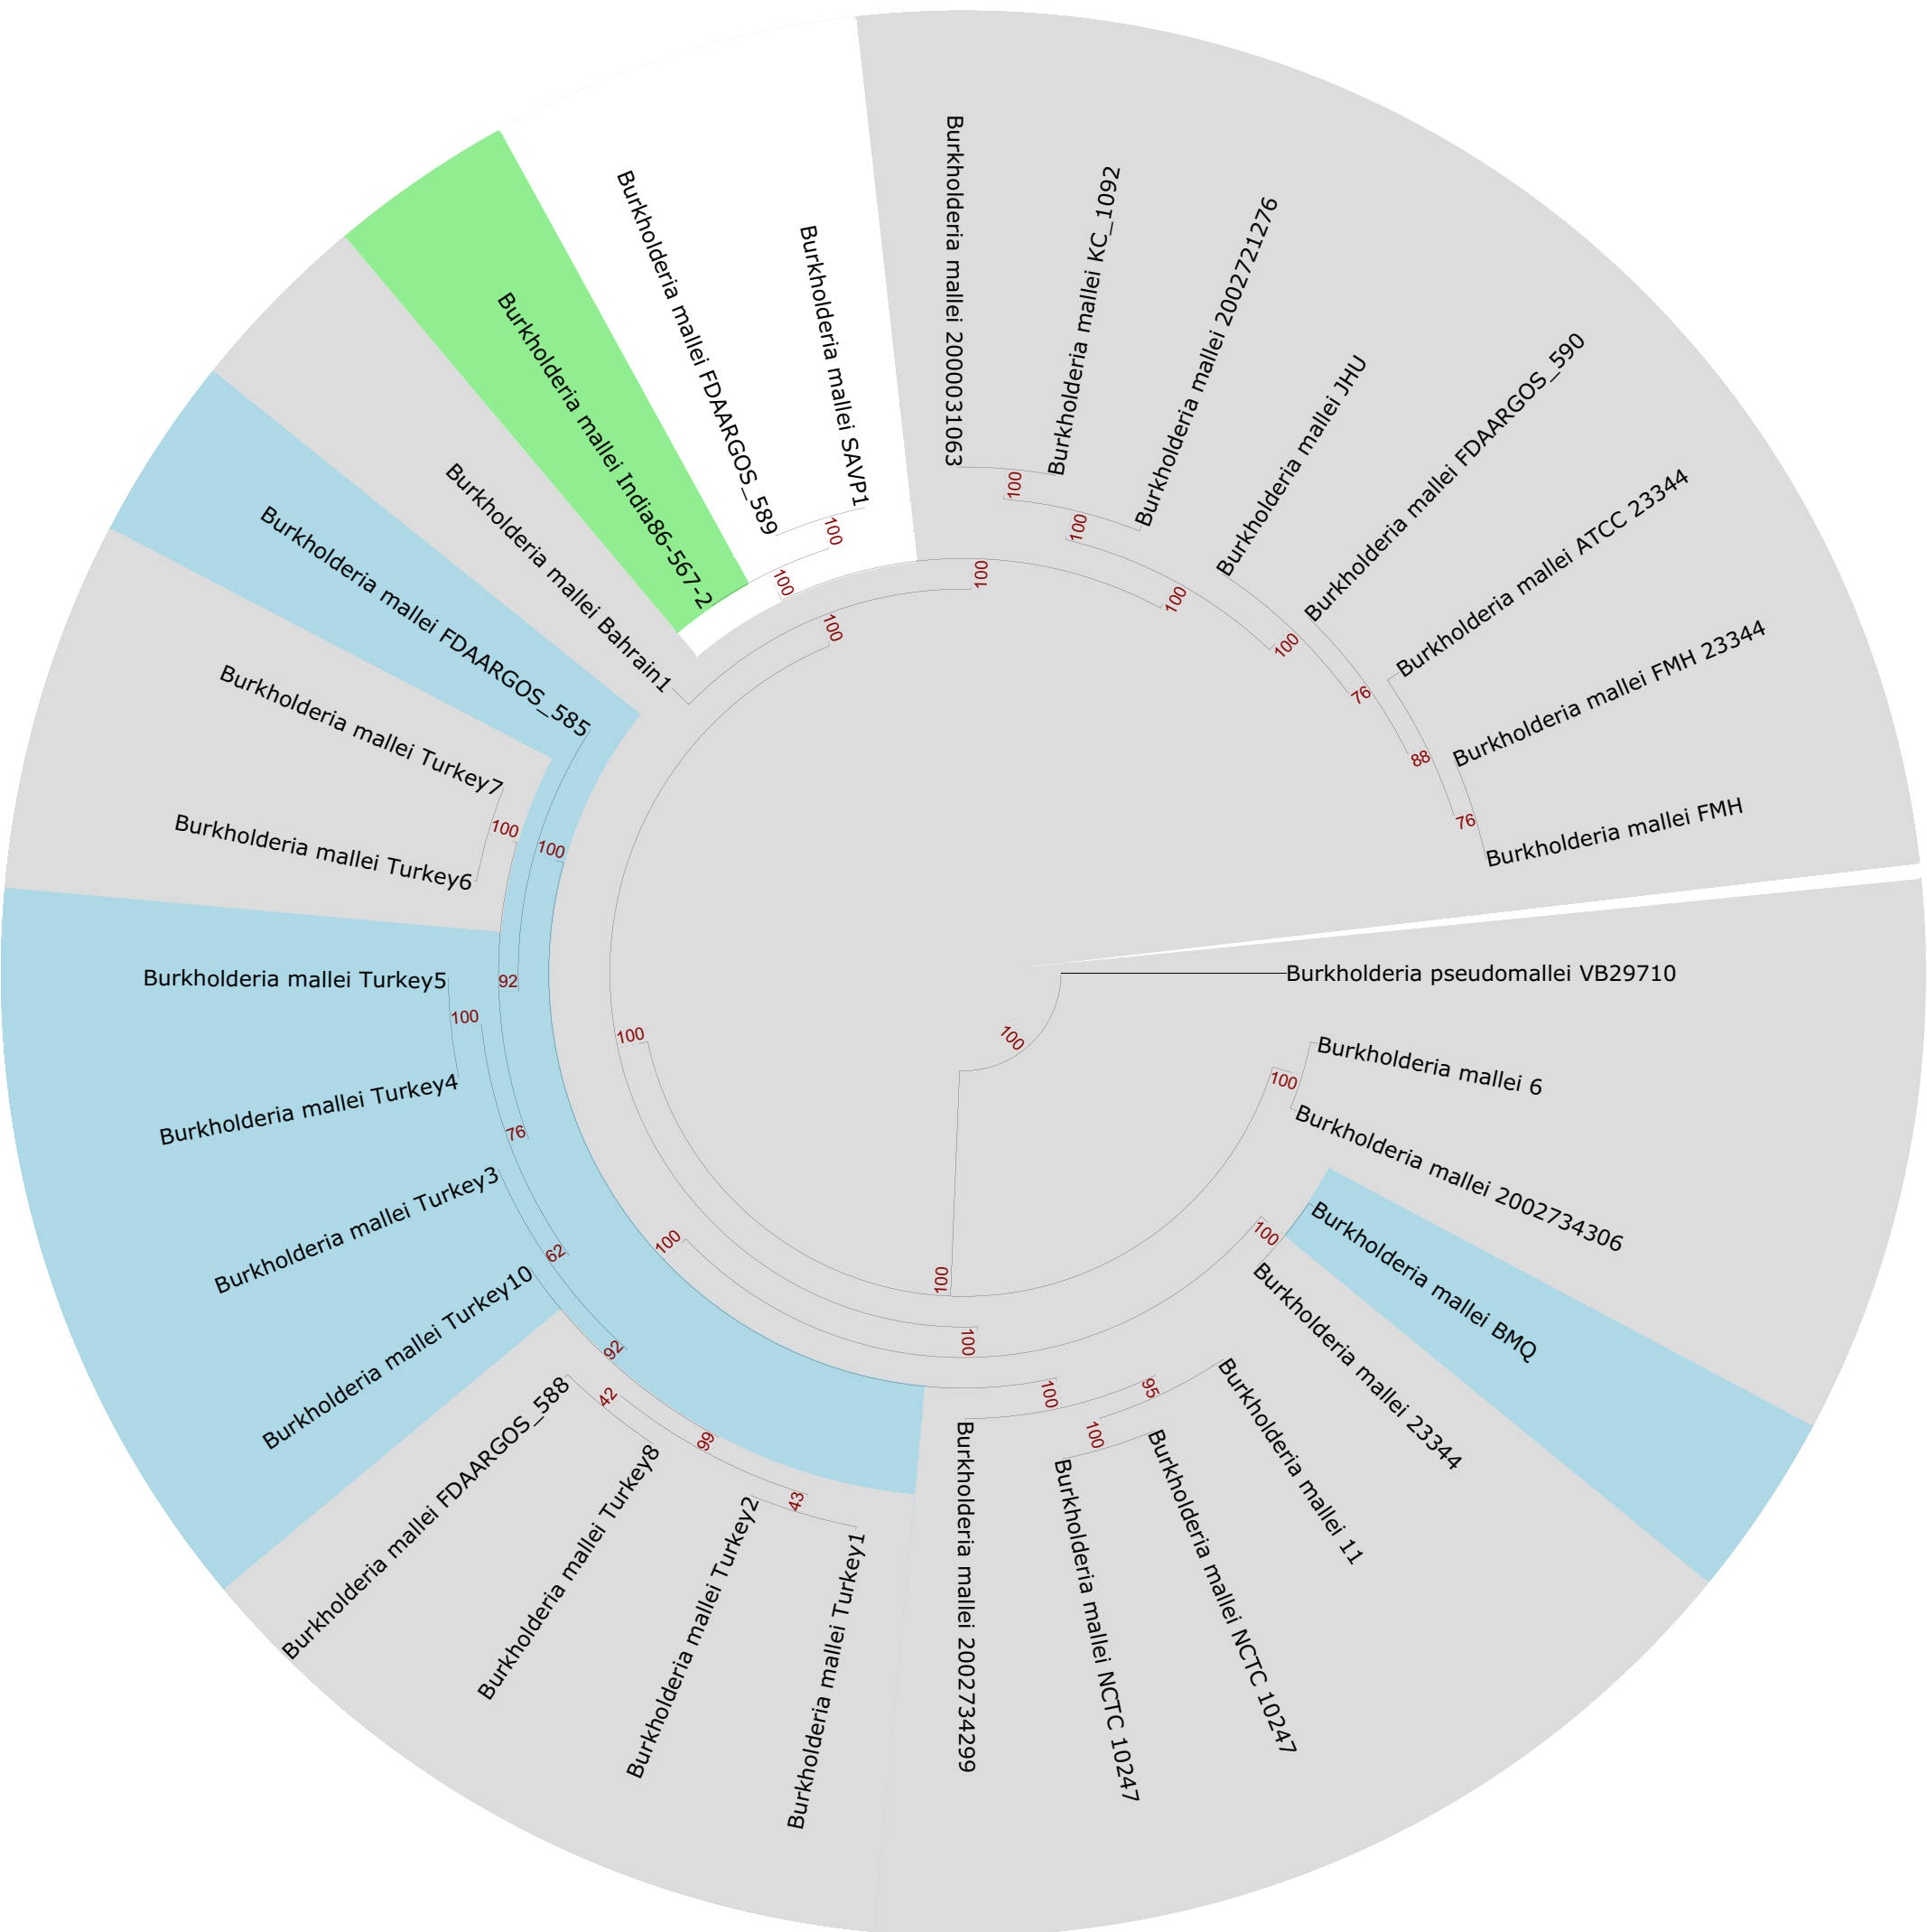 Burkholderia mallei 2000031063
Burkholderia mallei KC_1092
Burkholderia mallei 2002721276
Burkholderia mallei JHU
Burkholderia mallei FDAARGOS_590
Burkholderia mallei ATCC 23344
Burkholderia mallei FMH 23344
Burkholderia mallei FMH
Burkholderia pseudomallei VB29710
Burkholderia mallei 6
Burkholderia mallei 2002734306
Burkholderia mallei BMQ
Burkholderia mallei 23344
Burkholderia mallei 11
Burkholderia mallei NCTC 10247
Burkholderia mallei NCTC 10247
Burkholderia mallei 2002734299
Burkholderia mallei Turkey1
Burkholderia mallei Turkey2
Burkholderia mallei Turkey8
Burkholderia mallei FDAARGOS_588
Burkholderia mallei Turkey10
Burkholderia mallei Turkey3
Burkholderia mallei Turkey4
Burkholderia mallei Turkey5
Burkholderia mallei Turkey6
Burkholderia mallei Turkey7
Burkholderia mallei FDAARGOS_585
Burkholderia mallei Bahrain1
Burkholderia mallei India86-567-2
Burkholderia mallei FDAARGOS_589
Burkholderia mallei SAVP1
100
100
100
100
76
88
76
100
100
100
100
100
100
92
100
76
62
92
42
99
43
100
100
95
100
100
100
100
100
100